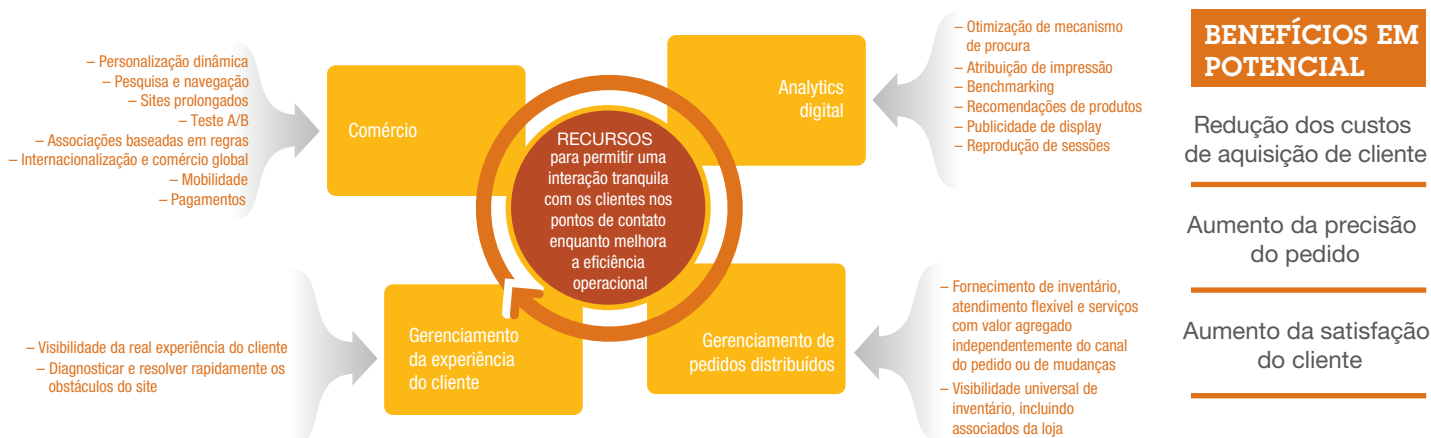 – Personalização dinâmica
– Pesquisa e navegação
– Sites prolongados
– Teste A/B
– Associações baseadas em regras
– Internacionalização e comércio global
– Mobilidade
– Pagamentos
Comércio
Analytics
digital
– Otimização de mecanismo
de procura
– Atribuição de impressão
– Benchmarking
– Recomendações de produtos
– Publicidade de display
– Reprodução de sessões
RECURSOS
para permitir uma
interação tranquila
com os clientes nos
pontos de contato
enquanto melhora
a eficiência
operacional
– Visibilidade da real experiência do cliente
– Diagnosticar e resolver rapidamente os
obstáculos do site
Gerenciamento
da experiência
do cliente
Gerenciamento de
pedidos distribuídos
– Fornecimento de inventário,
atendimento flexível e serviços
com valor agregado
independentemente do canal
do pedido ou de mudanças
– Visibilidade universal de
inventário, incluindo
associados da loja
BENEFÍCIOS EM
POTENCIAL
Redução dos custos
de aquisição de cliente
Aumento da precisão
do pedido
Aumento da satisfação
do cliente